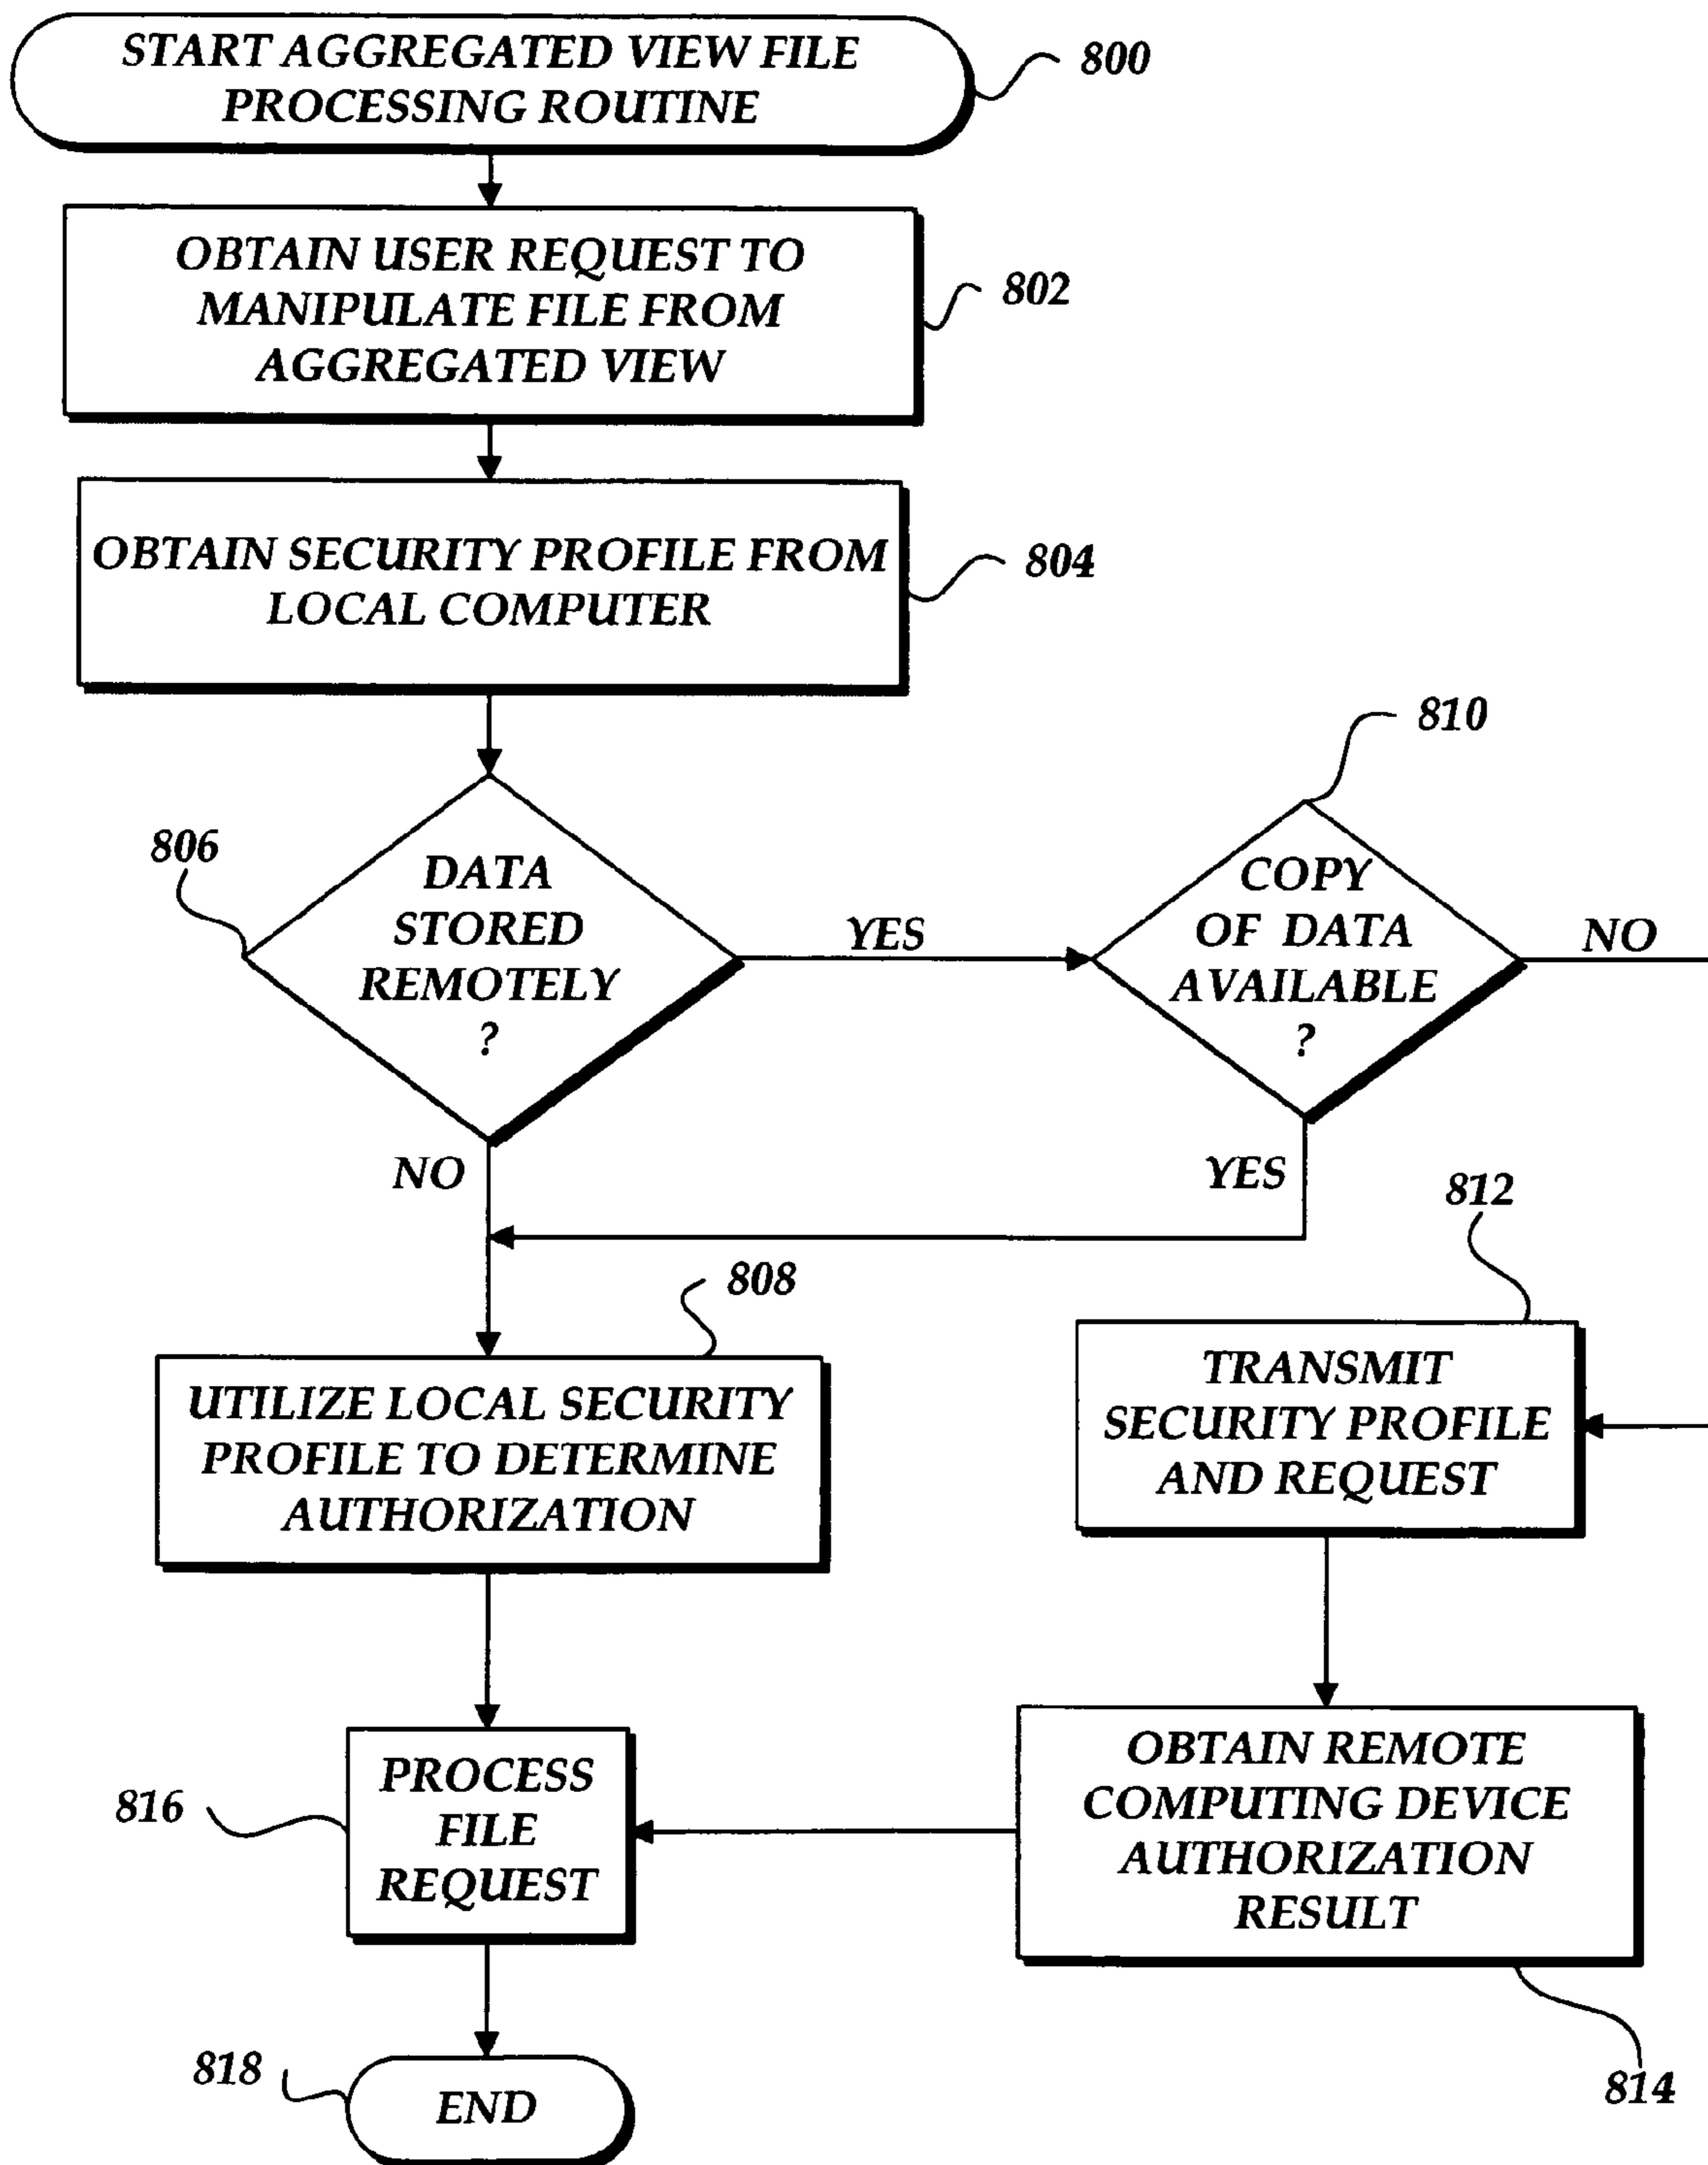 START AGGREGATED VIEW FILE
PROCESSING ROUTINE
800
OBTAIN USER REQUEST TO
MANIPULATE FILE FROM
AGGREGATED VIEW
802
OBTAIN SECURITY PROFILE FROM
LOCAL COMPUTER
804
806
DATA
STORED
REMOTELY
?
YES
NO
810
COPY
OF DATA
AVAILABLE
?
NO
YES
808
UTILIZE LOCAL SECURITY
PROFILE TO DETERMINE
AUTHORIZATION
812
TRANSMIT
SECURITY PROFILE
AND REQUEST
816
PROCESS
FILE
REQUEST
OBTAIN REMOTE
COMPUTING DEVICE
AUTHORIZATION
RESULT
814
818
END